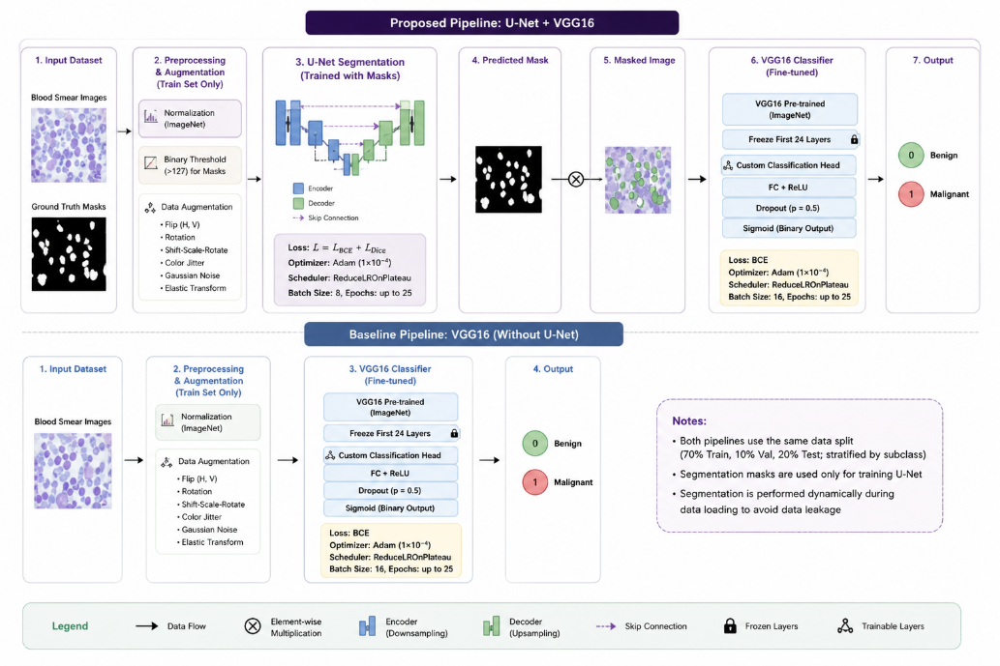 Proposed Pipeline: U-Net + VGG16
1. Input Dataset
Blood Smear Images
Ground Truth Masks
2. Preprocessing
& Augmentation
(Train Set Only)
Normalization
(ImageNet)
Binary Threshold
(>127) for Masks
Data Augmentation
• Flip (H, V)
• Rotation
• Shift-Scale-Rotate
• Color Jitter
• Gaussian Noise
• Elastic Transform
3. U-Net Segmentation
(Trained with Masks)
Encoder
Decoder
Skip Connection
Loss: L = L_BCE + L_Dice
Optimizer: Adam (1×10⁻⁴)
Scheduler: ReduceLROnPlateau
Batch Size: 8, Epochs: up to 25
4. Predicted Mask
5. Masked Image
6. VGG16 Classifier
(Fine-tuned)
VGG16 Pre-trained
(ImageNet)
Freeze First 24 Layers
Custom Classification Head
FC + ReLU
Dropout (p = 0.5)
Sigmoid (Binary Output)
Loss: BCE
Optimizer: Adam (1×10⁻⁴)
Scheduler: ReduceLROnPlateau
Batch Size: 16, Epochs: up to 25
7. Output
0 Benign
1 Malignant
Baseline Pipeline: VGG16 (Without U-Net)
1. Input Dataset
Blood Smear Images
2. Preprocessing
& Augmentation
(Train Set Only)
Normalization
(ImageNet)
Data Augmentation
• Flip (H, V)
• Rotation
• Shift-Scale-Rotate
• Color Jitter
• Gaussian Noise
• Elastic Transform
3. VGG16 Classifier
(Fine-tuned)
VGG16 Pre-trained
(ImageNet)
Freeze First 24 Layers
Custom Classification Head
FC + ReLU
Dropout (p = 0.5)
Sigmoid (Binary Output)
Loss: BCE
Optimizer: Adam (1×10⁻⁴)
Scheduler: ReduceLROnPlateau
Batch Size: 16, Epochs: up to 25
4. Output
0 Benign
1 Malignant
Notes:
• Both pipelines use the same data split
(70% Train, 10% Val, 20% Test; stratified by subclass)
• Segmentation masks are used only for training U-Net
• Segmentation is performed dynamically during
data loading to avoid data leakage
Legend
Data Flow
Element-wise
Multiplication
Encoder
(Downsampling)
Decoder
(Upsampling)
Skip Connection
Frozen Layers
Trainable Layers